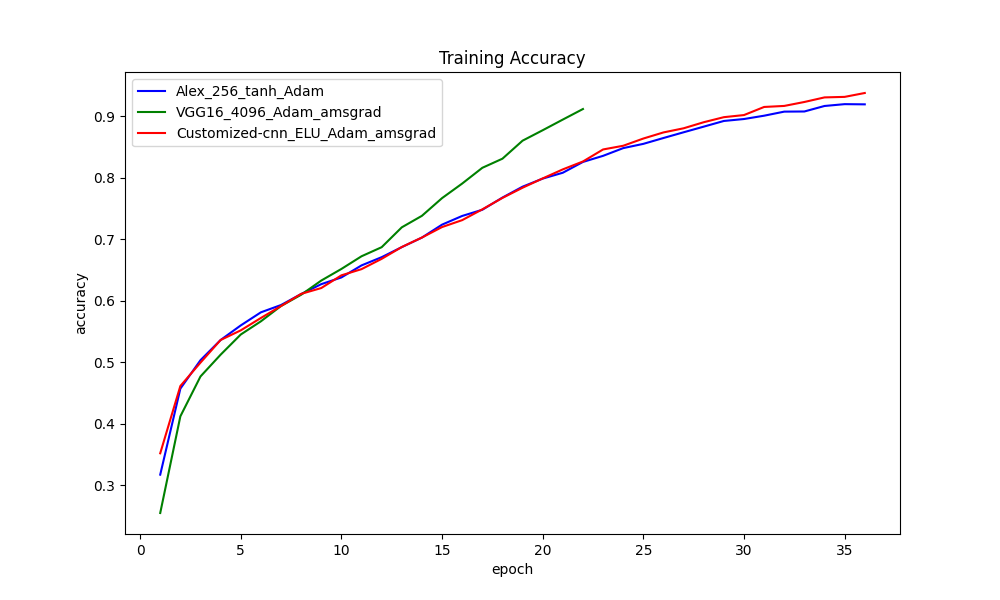 Training Accuracy
Alex_256_tanh_Adam
VGG16_4096_Adam_amsgrad
Customized-cnn_ELU_Adam_amsgrad
accuracy
0.9
0.8
0.7
0.6
0.5
0.4
0.3
0 5 10 15 20 25 30 35
epoch